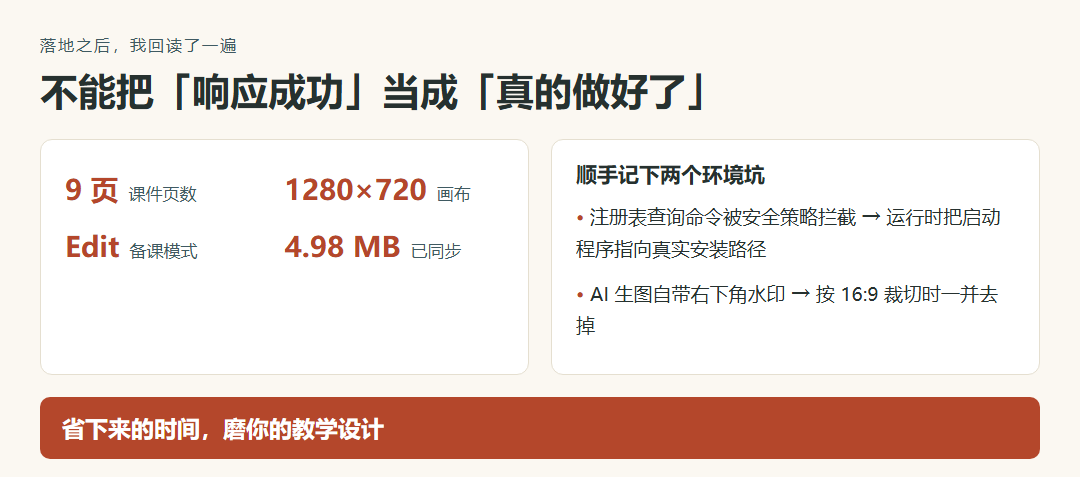 落地之后，我回读了一遍
不能把「响应成功」当成「真的做好了」
9 页 课件页数
1280×720 画布
Edit 备课模式
4.98 MB 已同步
顺手记下两个环境坑
• 注册表查询命令被安全策略拦截 → 运行时把启动
程序指向真实安装路径
• AI 生图自带右下角水印 → 按 16:9 裁切时一并去
掉
省下来的时间，磨你的教学设计